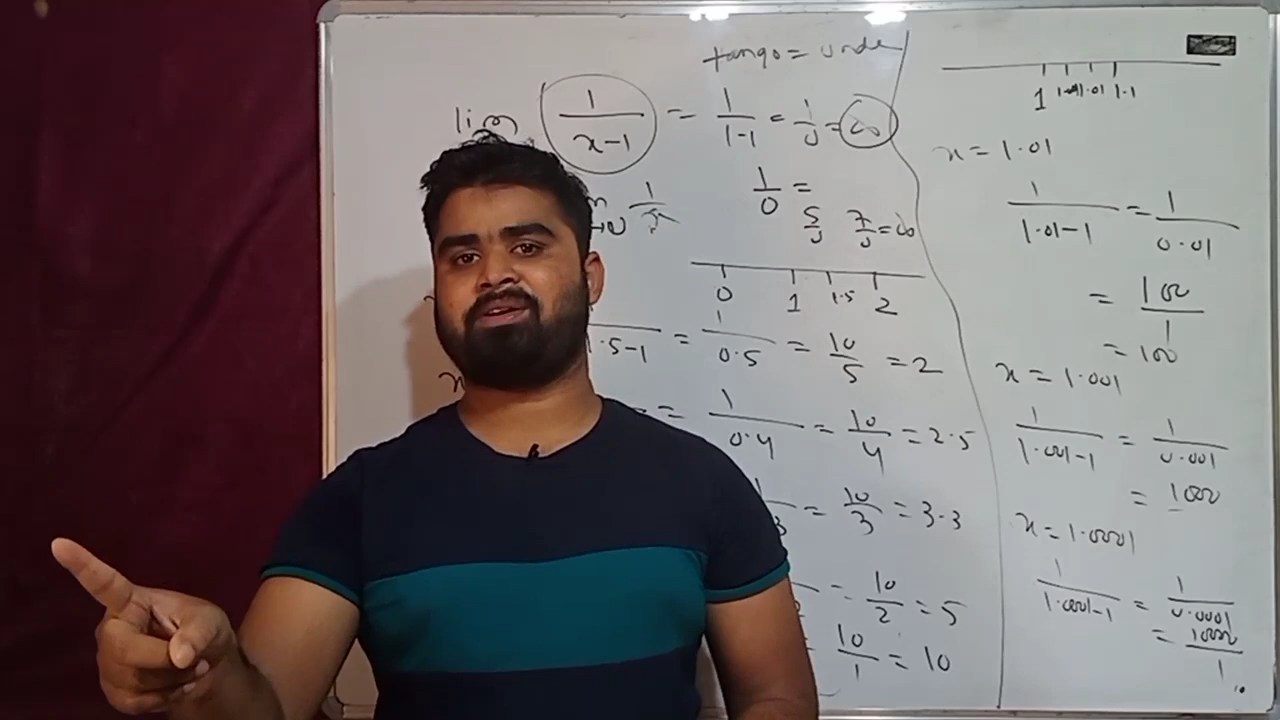 tan90 = unde
lim 1/(x-1) = 1/(1-1) = 1/0 = ∞
1/x
1/0 =
5/0 7/0 = ∞
0 1 1.5 2
1.5-1 = 1/0.5 = 10/5 = 2
= 1/0.4 = 10/4 = 2.5
= 10/3 = 3.3
= 10/2 = 5
= 10/1 = 10
1 1.001 1.01 1.1
x = 1.01
1/(1.01-1) = 1/0.01
= 100/1
= 100
x = 1.001
1/(1.001-1) = 1/0.001
= 1000
x = 1.0001
1/(1.0001-1) = 1/0.0001
= 10000/1